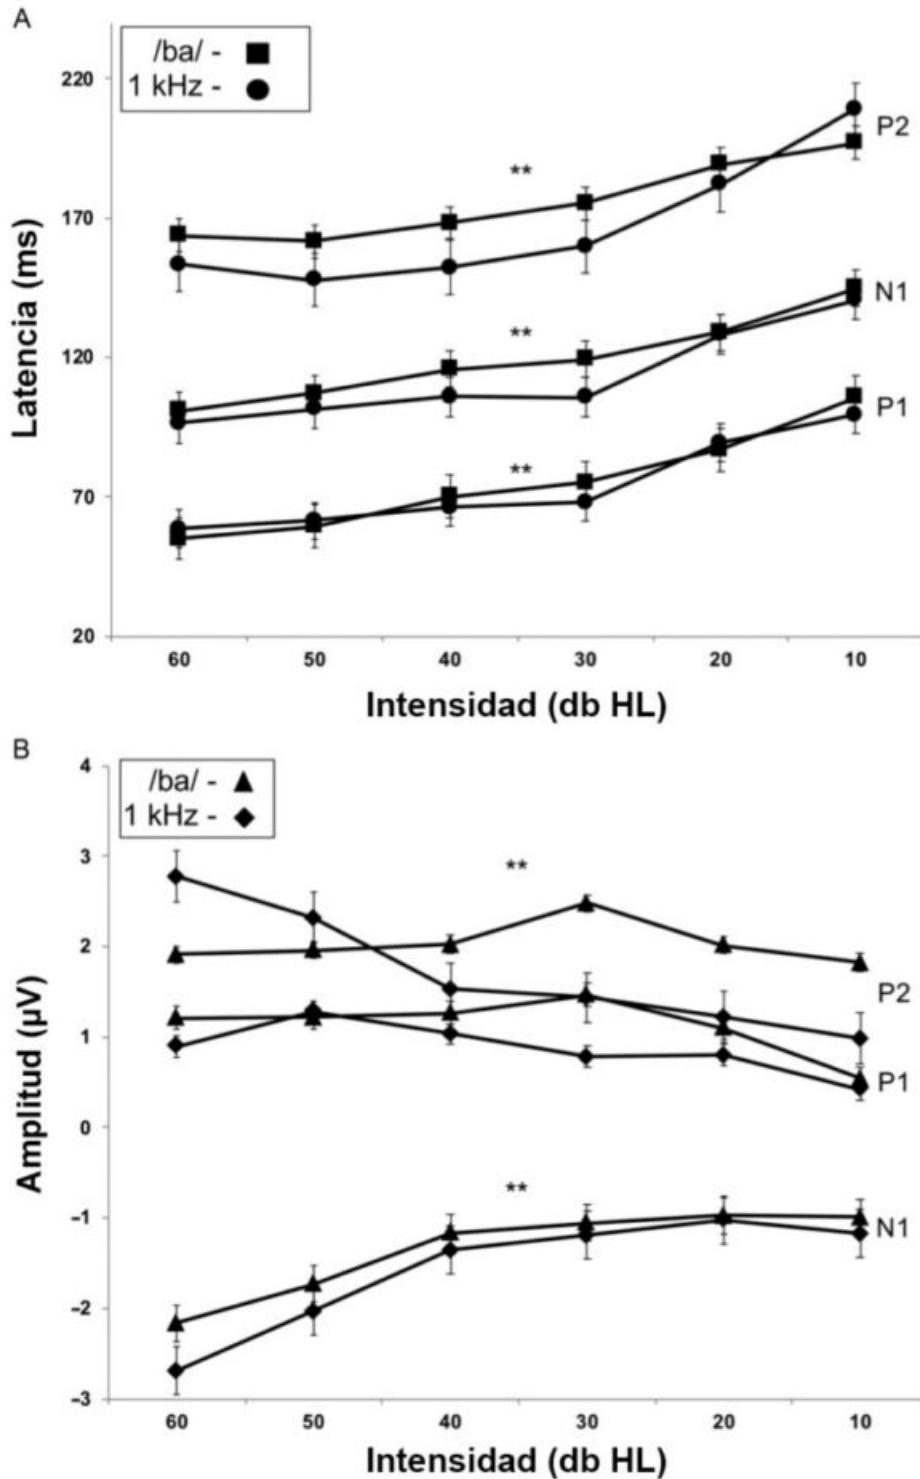 A
/ba/ -
1 kHz -
220
170
120
70
20
Latencia (ms)
**
**
**
P2
N1
P1
60 50 40 30 20 10
Intensidad (db HL)
B
/ba/ -
1 kHz -
4
3
2
1
0
−1
−2
−3
Amplitud (µV)
**
**
P2
P1
N1
60 50 40 30 20 10
Intensidad (db HL)